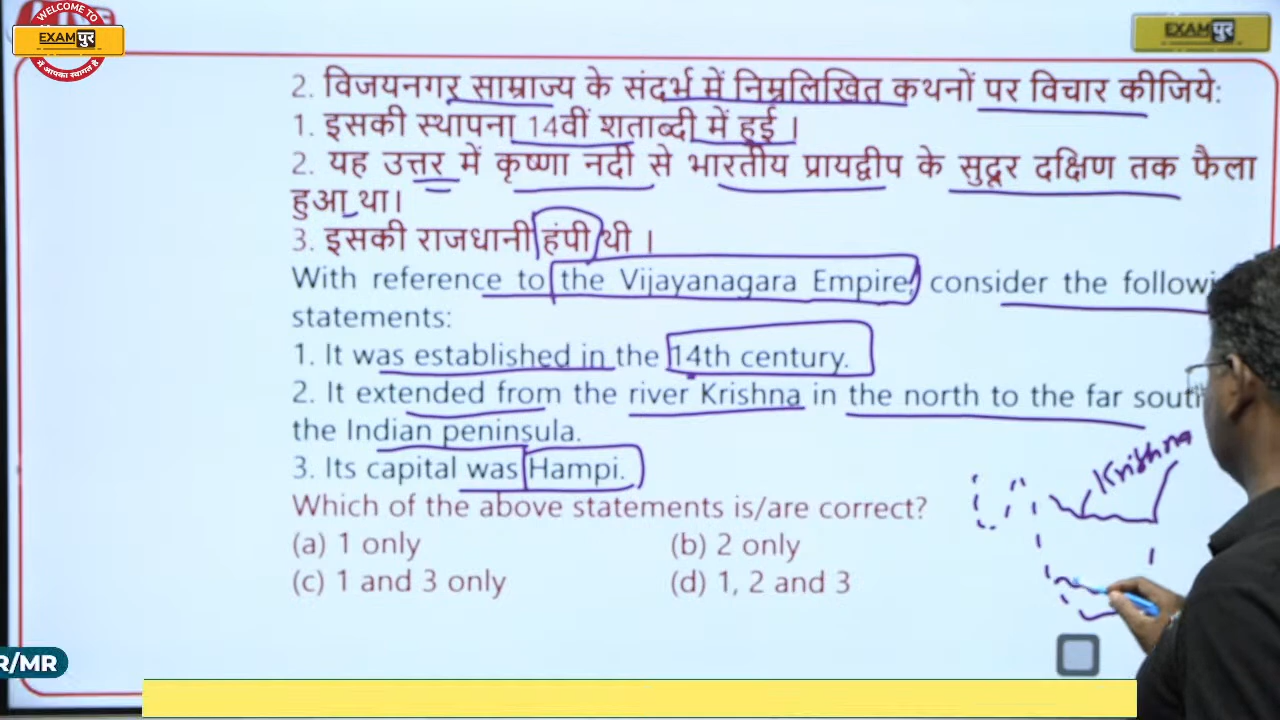 WELCOME TO
EXAMपुर
में आपका स्वागत है
EXAMपुर
2. विजयनगर साम्राज्य के संदर्भ में निम्नलिखित कथनों पर विचार कीजिये:
1. इसकी स्थापना 14वीं शताब्दी में हुई।
2. यह उत्तर में कृष्णा नदी से भारतीय प्रायद्वीप के सुदूर दक्षिण तक फैला
हुआ था।
3. इसकी राजधानी हंपी थी ।
With reference to the Vijayanagara Empire, consider the followi
statements:
1. It was established in the 14th century.
2. It extended from the river Krishna in the north to the far south
the Indian peninsula.
3. Its capital was Hampi.
Krishna
Which of the above statements is/are correct?
(a) 1 only (b) 2 only
(c) 1 and 3 only (d) 1, 2 and 3
R/MR